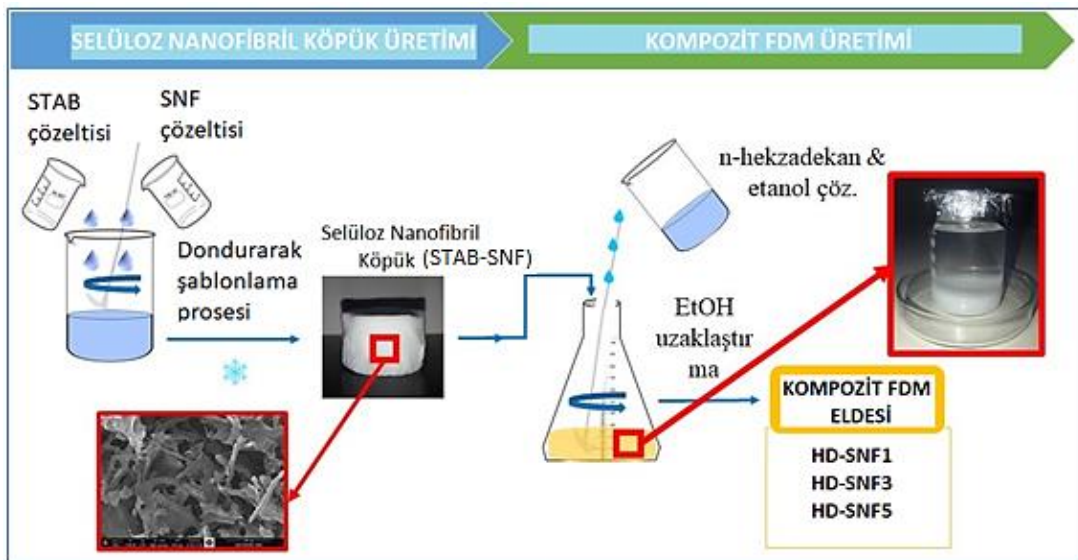 SELÜLOZ NANOFİBRİL KÖPÜK ÜRETİMİ
KOMPOZİT FDM ÜRETİMİ
STAB
çözeltisi
SNF
çözeltisi
Dondurarak
şablonlama
prosesi
Selüloz Nanofibril
Köpük (STAB-SNF)
n-hekzadekan &
etanol çöz.
EtOH
uzaklaştır
ma
KOMPOZİT FDM
ELDESİ
HD-SNF1
HD-SNF3
HD-SNF5